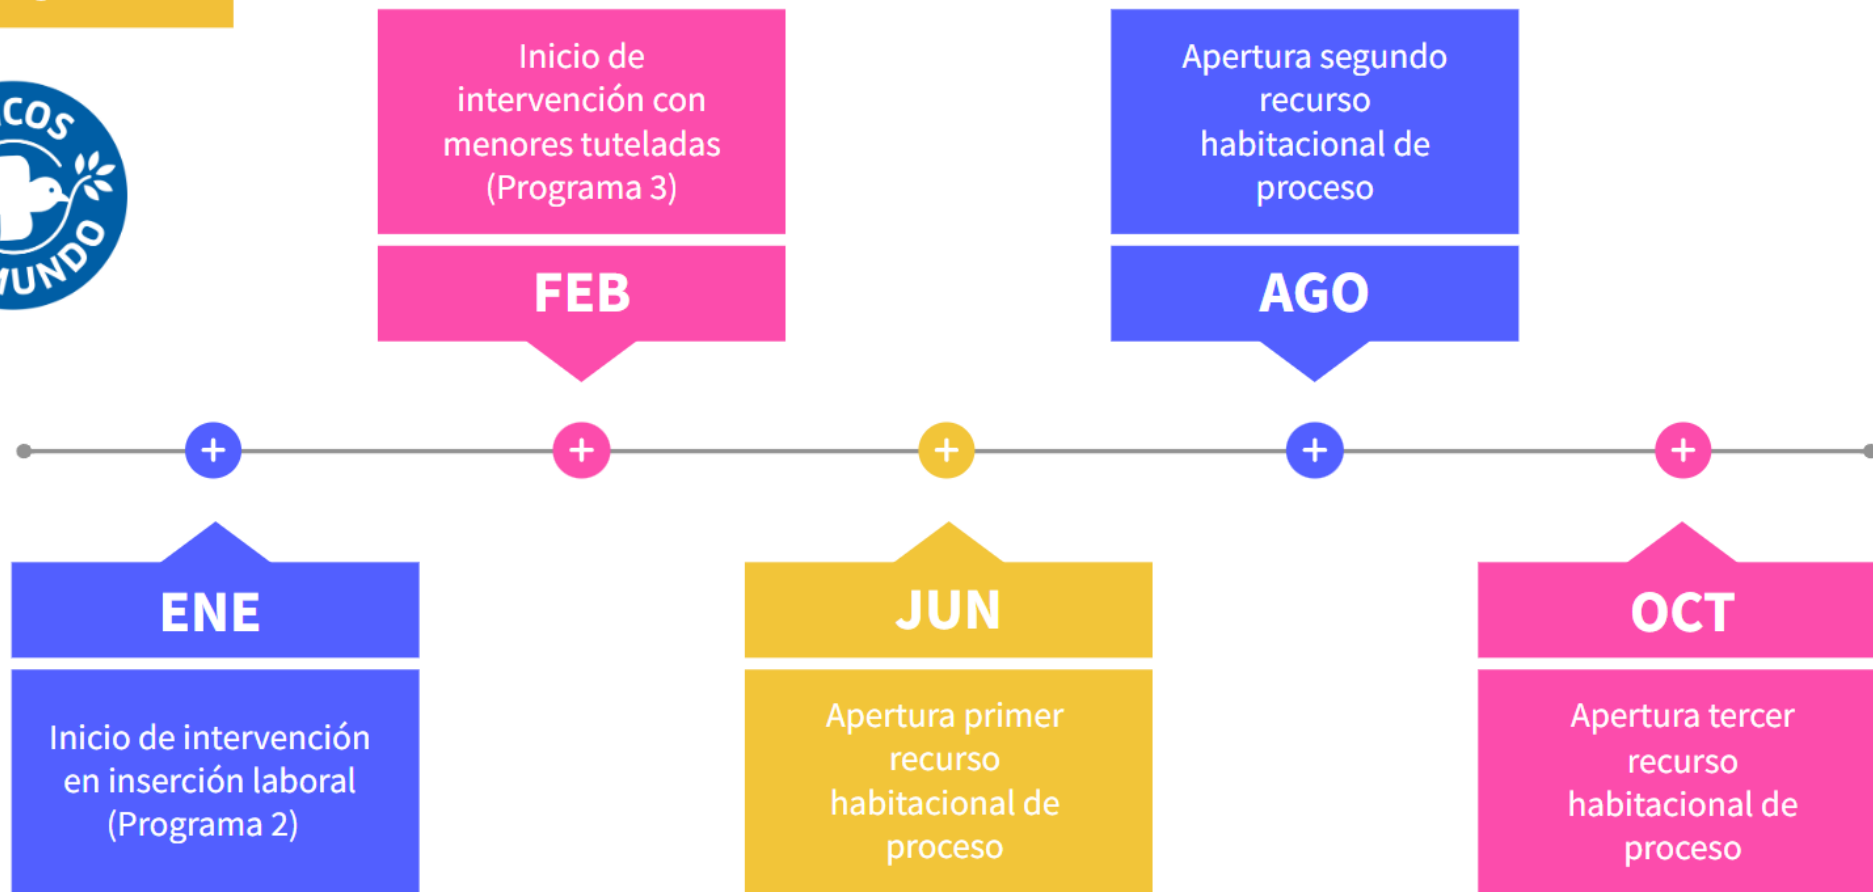 Inicio de
intervención con
menores tuteladas
(Programa 3)
FEB
Apertura segundo
recurso
habitacional de
proceso
AGO
MUNDO
ENE
Inicio de intervención
en inserción laboral
(Programa 2)
JUN
Apertura primer
recurso
habitacional de
proceso
OCT
Apertura tercer
recurso
habitacional de
proceso